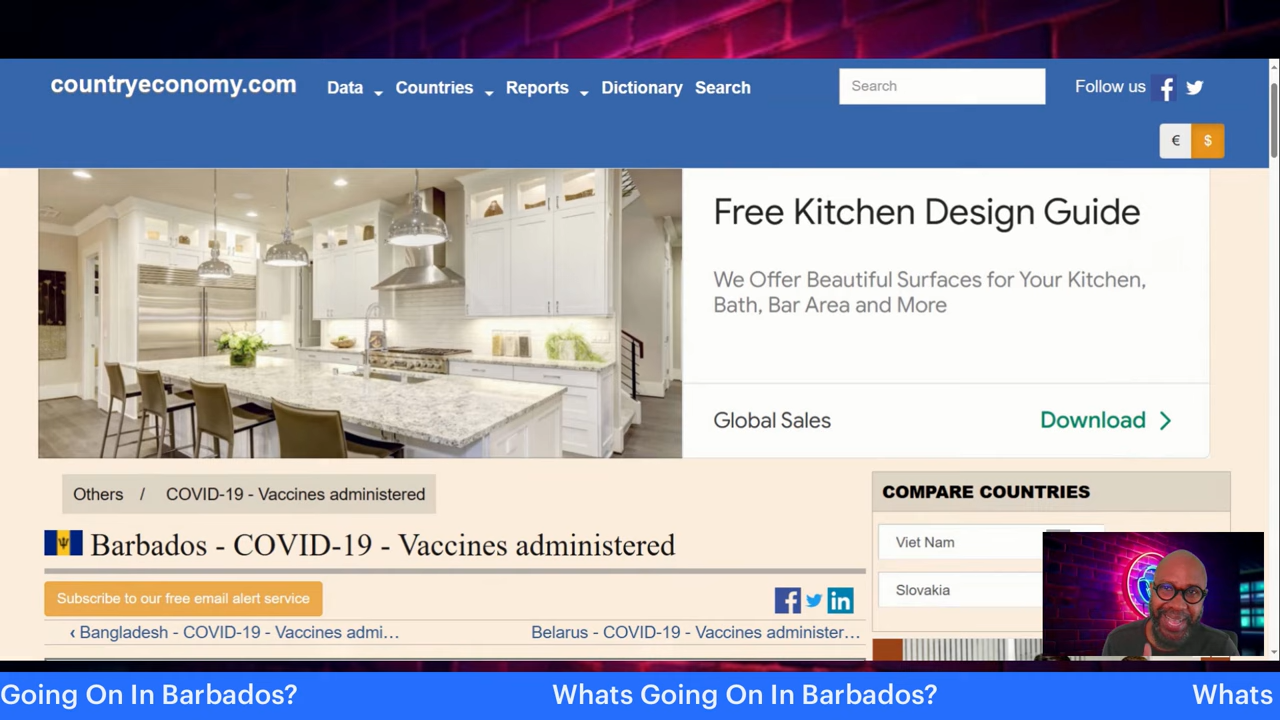 countryeconomy.com Data Countries Reports Dictionary Search Search Follow us
€ $
Free Kitchen Design Guide
We Offer Beautiful Surfaces for Your Kitchen,
Bath, Bar Area and More
Global Sales Download
Others / COVID-19 - Vaccines administered
COMPARE COUNTRIES
Barbados - COVID-19 - Vaccines administered
Viet Nam
Slovakia
Subscribe to our free email alert service
‹ Bangladesh - COVID-19 - Vaccines admi... Belarus - COVID-19 - Vaccines administer...
Going On In Barbados? Whats Going On In Barbados? Whats